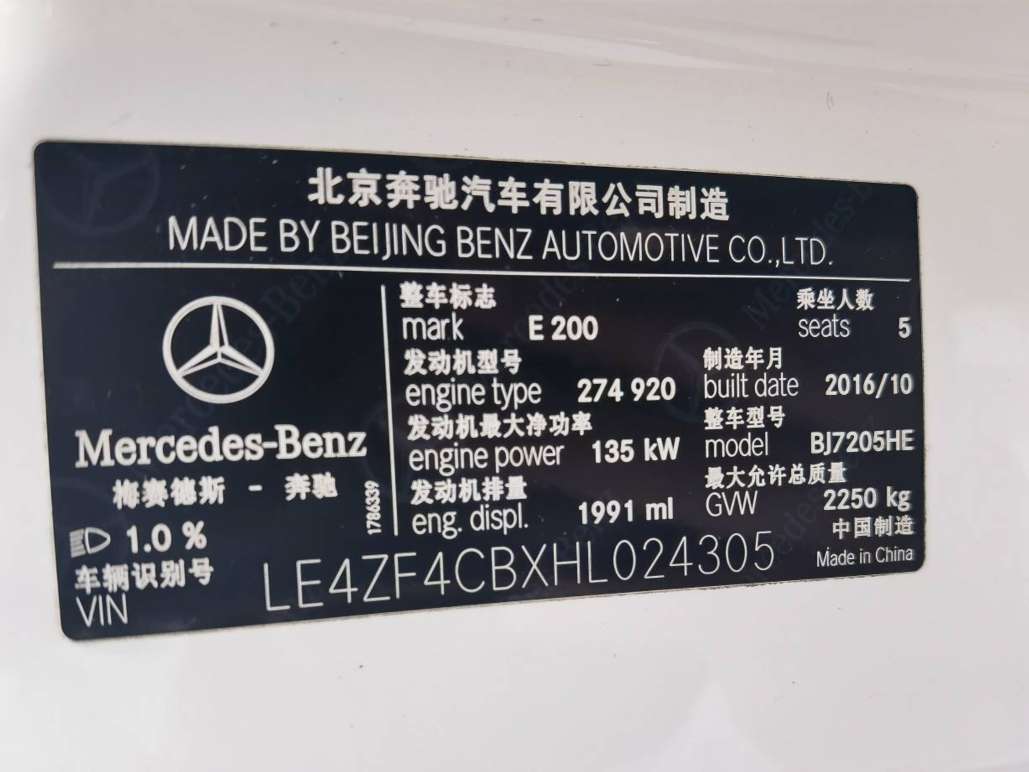 北京奔驰汽车有限公司制造
MADE BY BEIJING BENZ AUTOMOTIVE CO.,LTD.
Mercedes-Benz
梅赛德斯 - 奔驰
1.0 %
1786339
整车标志
mark E 200
乘坐人数
seats 5
发动机型号
engine type 274 920
制造年月
built date 2016/10
发动机最大净功率
engine power 135 kW
整车型号
model BJ7205HE
发动机排量
eng. displ. 1991 ml
最大允许总质量
GVW 2250 kg
中国制造
Made in China
车辆识别号
VIN LE4ZF4CBXHL024305